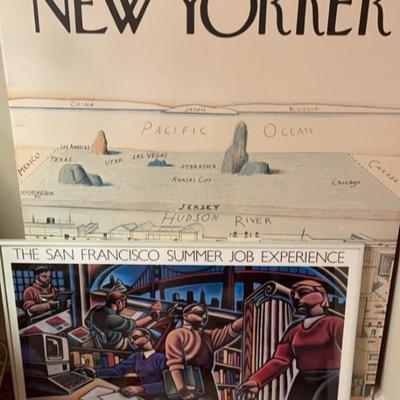 NEW YORKER
CHINA JAPAN RUSSIA
PACIFIC OCEAN
LOS ANGELES
MEXICO TEXAS UTAH LAS VEGAS NEBRASKA CANADA
KANSAS CITY Chicago
WASHINGTON DC
JERSEY
HUDSON RIVER
THE SAN FRANCISCO SUMMER JOB EXPERIENCE